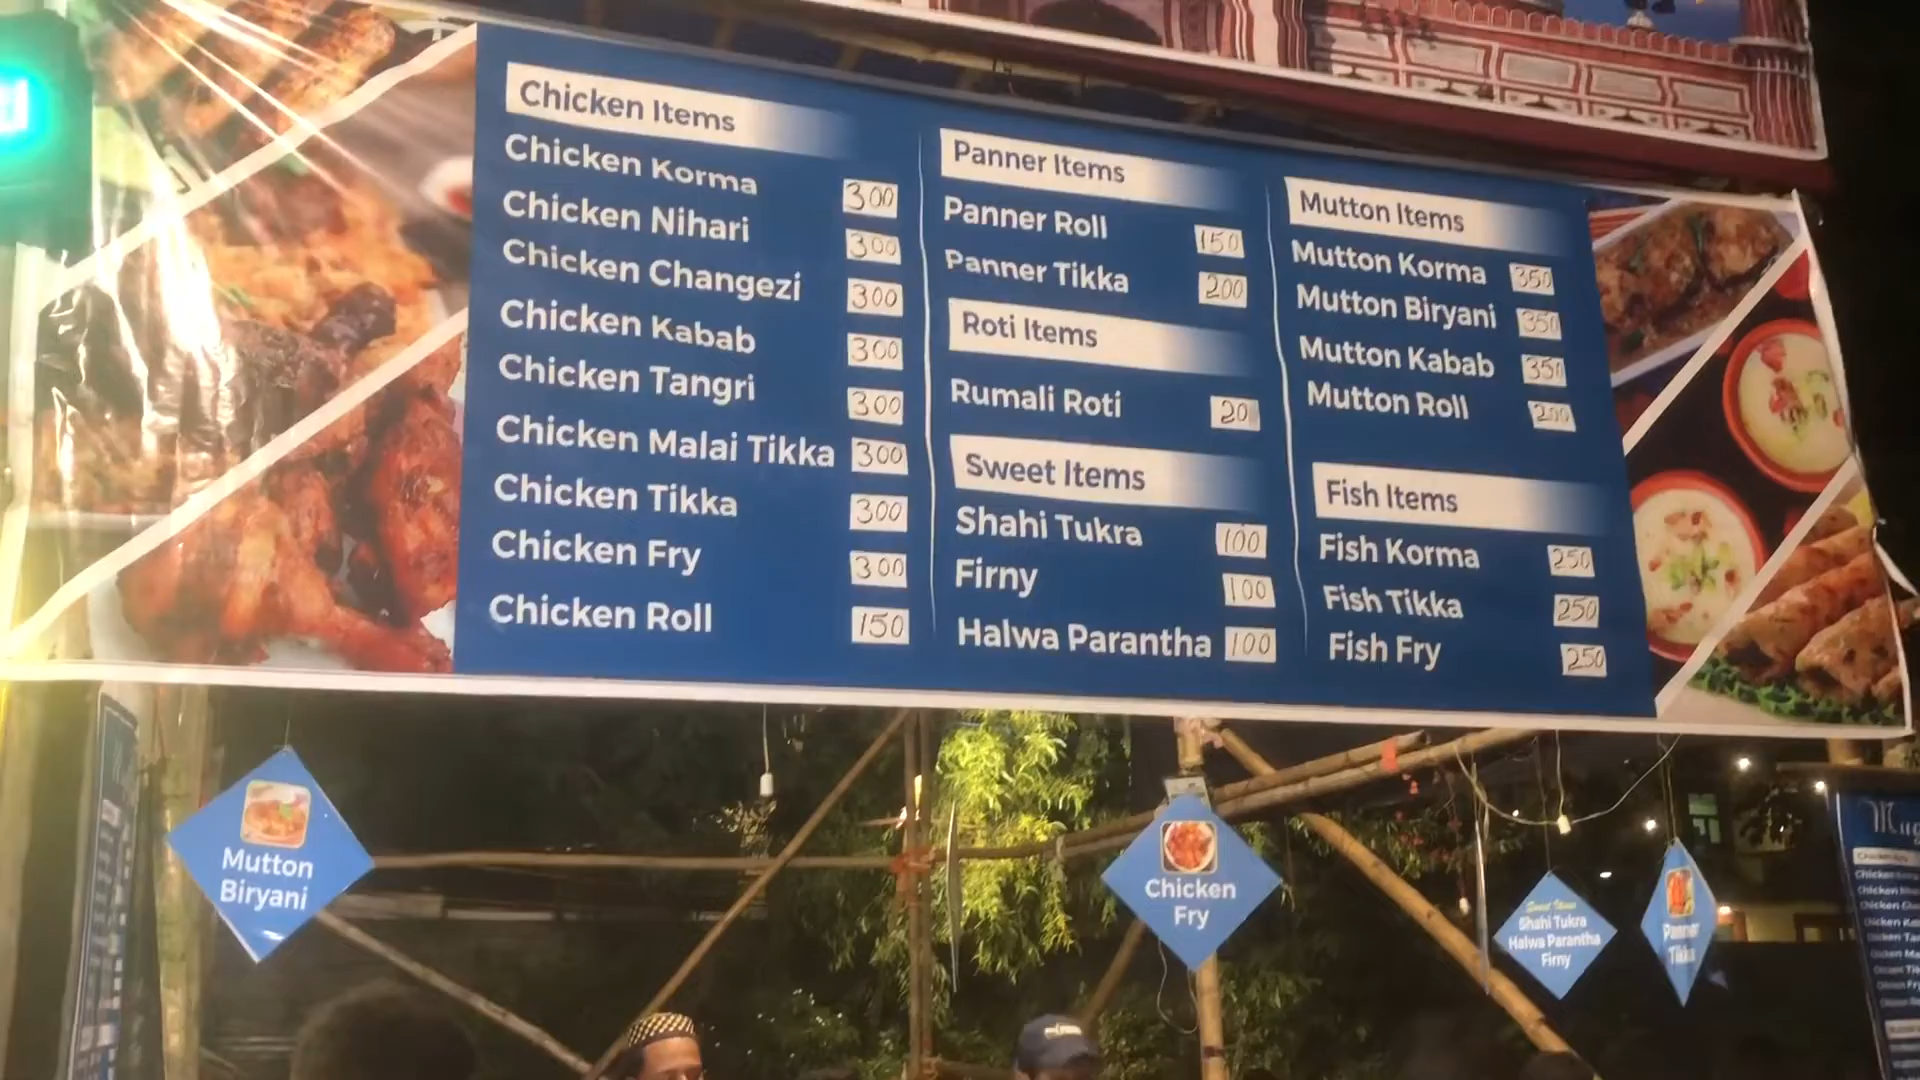 Chicken Items
Chicken Korma 300
Chicken Nihari 300
Chicken Changezi 300
Chicken Kabab 300
Chicken Tangri 300
Chicken Malai Tikka 300
Chicken Tikka 300
Chicken Fry 300
Chicken Roll 150
Panner Items
Panner Roll 150
Panner Tikka 200
Roti Items
Rumali Roti 20
Sweet Items
Shahi Tukra 100
Firny 100
Halwa Parantha 100
Mutton Items
Mutton Korma 350
Mutton Biryani 350
Mutton Kabab 350
Mutton Roll 200
Fish Items
Fish Korma 250
Fish Tikka 250
Fish Fry 250
Mutton
Biryani
Chicken
Fry
Sweet Items
Shahi Tukra
Halwa Parantha
Firny
Panner
Tikka